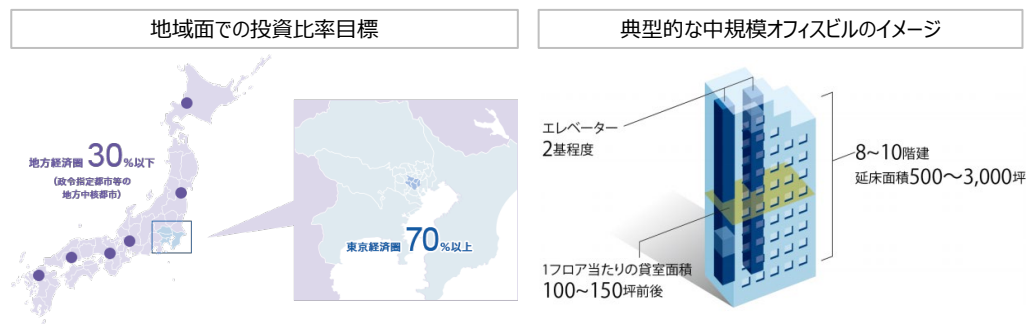 地域面での投資比率目標
地方経済圏 30%以下
(政令指定都市等の
地方中核都市)
東京経済圏 70%以上
典型的な中規模オフィスビルのイメージ
エレベーター
2基程度
8~10階建
延床面積500~3,000坪
1フロア当たりの貸室面積
100~150坪前後